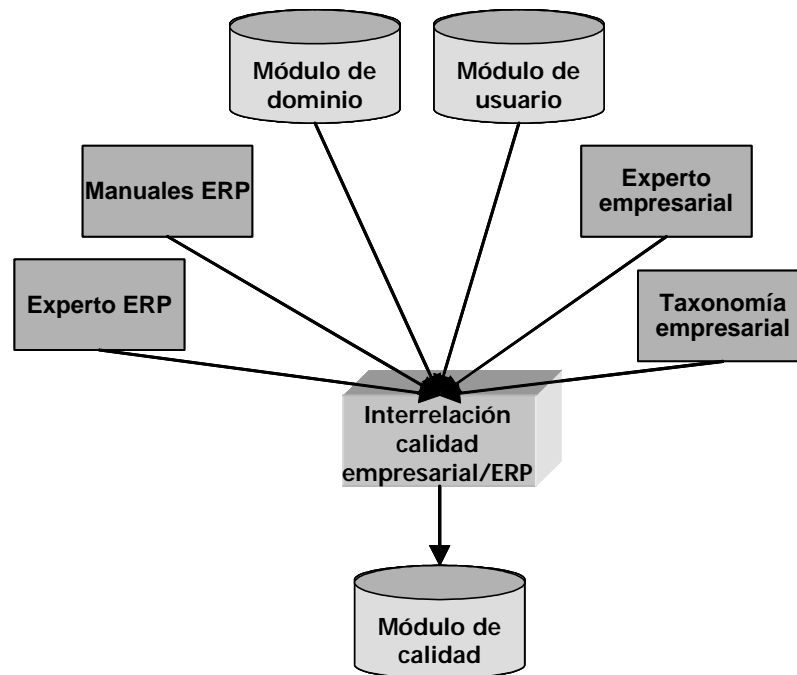 Módulo de
dominio
Módulo de
usuario
Manuales ERP
Experto
empresarial
Experto ERP
Taxonomía
empresarial
Interrelación
calidad
empresarial/ERP
Módulo de
calidad